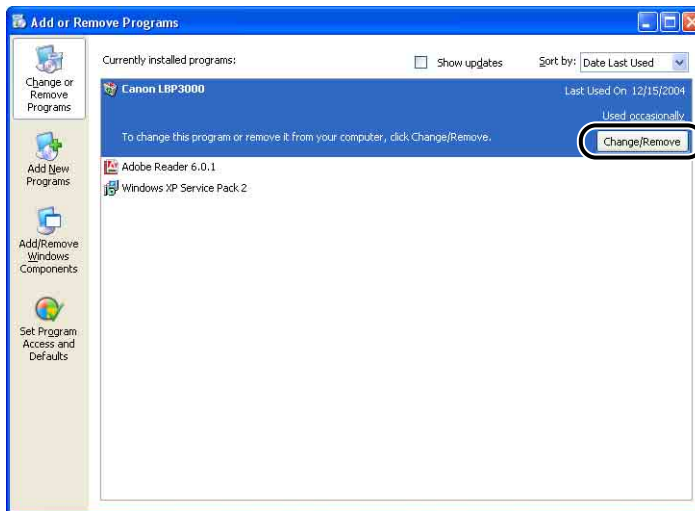 Add or Remove Programs
Change or
Remove
Programs
Add New
Programs
Add/Remove
Windows
Components
Set Program
Access and
Defaults
Currently installed programs:
Show updates
Sort by: Date Last Used
Canon LBP3000
Last Used On 12/15/2004
Used occasionally
To change this program or remove it from your computer, click Change/Remove.
Change/Remove
Adobe Reader 6.0.1
Windows XP Service Pack 2